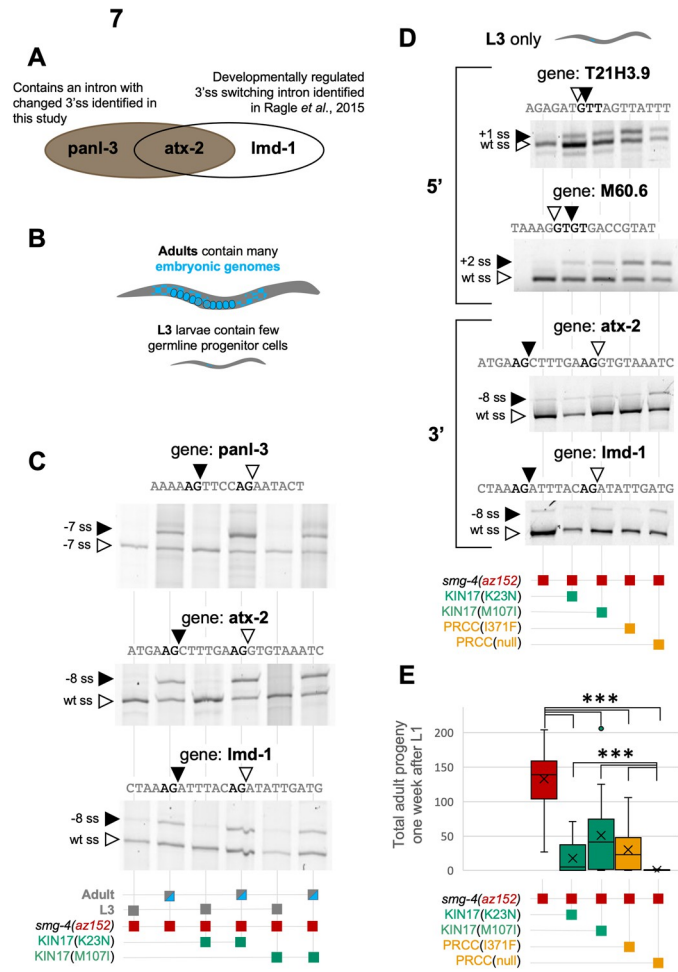 7
A
Contains an intron with
changed 3’ss identified in
this study
Developmentally regulated
3’ss switching intron identified
in Ragle et al., 2015
panl-3
atx-2
lmd-1
B
Adults contain many
embryonic genomes
L3 larvae contain few
germline progenitor cells
C
gene: panl-3
AAAAAGTTCCAGAATACT
-7 ss
-7 ss
gene: atx-2
ATGAAGCTTTGAAGGTGTAAATC
-8 ss
wt ss
gene: lmd-1
CTAAAGATTTACAGATATTGATG
-8 ss
wt ss
Adult
L3
smg-4(az152)
KIN17(K23N)
KIN17(M107I)
D
L3 only
5’
gene: T21H3.9
AGAGATGTTAGTTATTT
+1 ss
wt ss
gene: M60.6
TAAAGGTGTGACCGTAT
+2 ss
wt ss
3’
gene: atx-2
ATGAAGCTTTGAAGGTGTAAATC
-8 ss
wt ss
gene: lmd-1
CTAAAGATTTACAGATATTGATG
-8 ss
wt ss
smg-4(az152)
KIN17(K23N)
KIN17(M107I)
PRCC(I371F)
PRCC(null)
E
Total adult progeny
one week after L1
200
150
100
50
0
***
***
smg-4(az152)
KIN17(K23N)
KIN17(M107I)
PRCC(I371F)
PRCC(null)